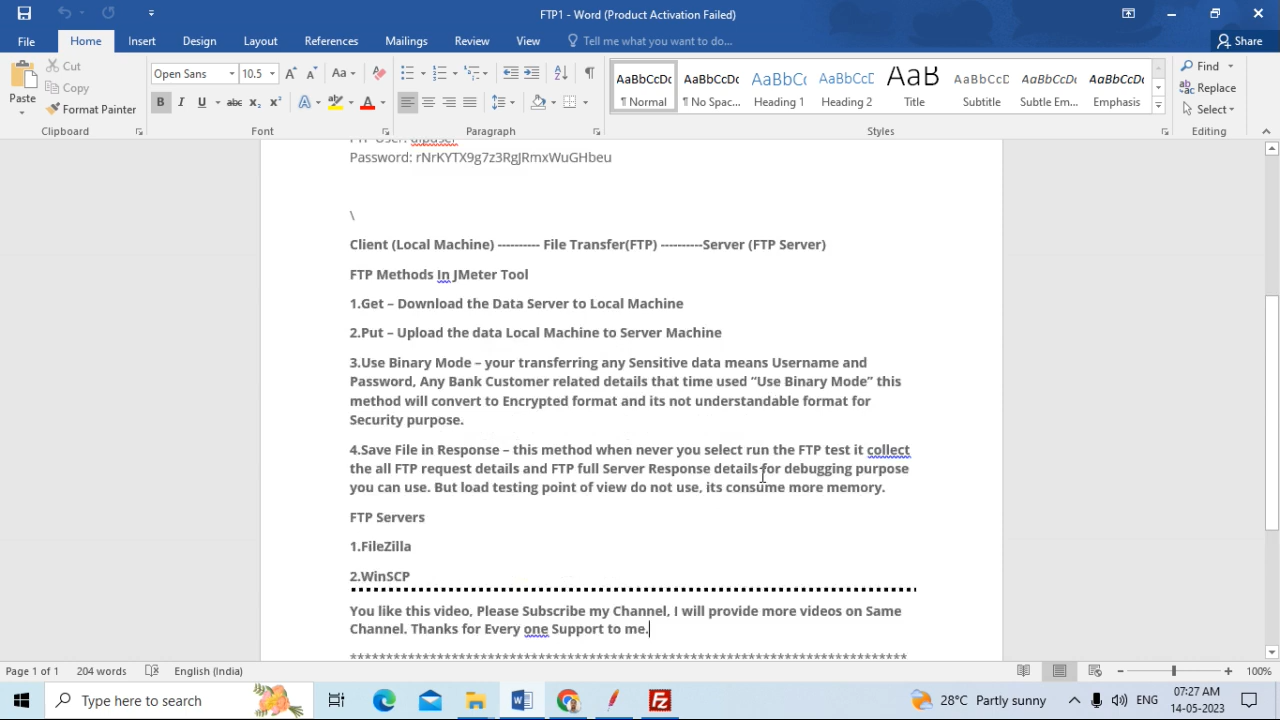 FTP1 - Word (Product Activation Failed)
File Home Insert Design Layout References Mailings Review View Tell me what you want to do... Share
Paste
Cut
Copy
Format Painter
Clipboard
Open Sans 10.5
Font
Paragraph
AaBbCcDc AaBbCcDc AaBbCc AaBbCcD AaB AaBbCcD AaBbCcDc AaBbCcDc
¶ Normal ¶ No Spac... Heading 1 Heading 2 Title Subtitle Subtle Em... Emphasis
Styles
Find
Replace
Select
Editing
Password: rNrKYTX9g7z3RgJRmxWuGHbeu
\
Client (Local Machine) ---------- File Transfer(FTP) ----------Server (FTP Server)
FTP Methods In JMeter Tool
1.Get – Download the Data Server to Local Machine
2.Put – Upload the data Local Machine to Server Machine
3.Use Binary Mode – your transferring any Sensitive data means Username and
Password, Any Bank Customer related details that time used “Use Binary Mode” this
method will convert to Encrypted format and its not understandable format for
Security purpose.
4.Save File in Response – this method when never you select run the FTP test it collect
the all FTP request details and FTP full Server Response details for debugging purpose
you can use. But load testing point of view do not use, its consume more memory.
FTP Servers
1.FileZilla
2.WinSCP
You like this video, Please Subscribe my Channel, I will provide more videos on Same
Channel. Thanks for Every one Support to me.
Page 1 of 1 204 words English (India) 100%
Type here to search 28°C Partly sunny ENG 07:27 AM
14-05-2023